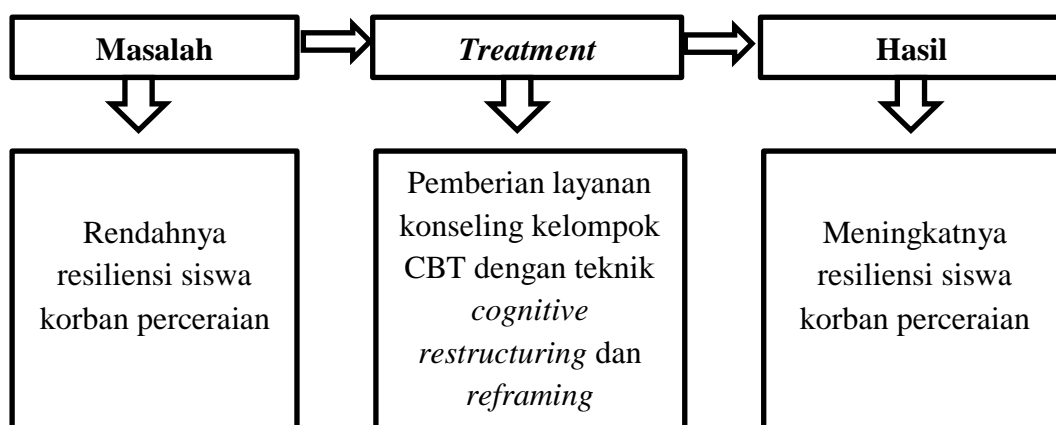 Masalah
Treatment
Hasil
Rendahnya
resiliensi siswa
korban perceraian
Pemberian layanan
konseling kelompok
CBT dengan teknik
cognitive
restructuring dan
reframing
Meningkatnya
resiliensi siswa
korban perceraian